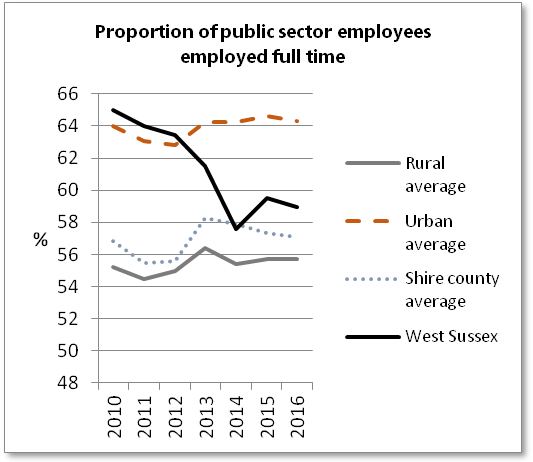 Proportion of public sector employees
employed full time
66
64
62
60
58
56
54
52
50
48
%
2010
2011
2012
2013
2014
2015
2016
Rural
average
Urban
average
Shire county
average
West Sussex